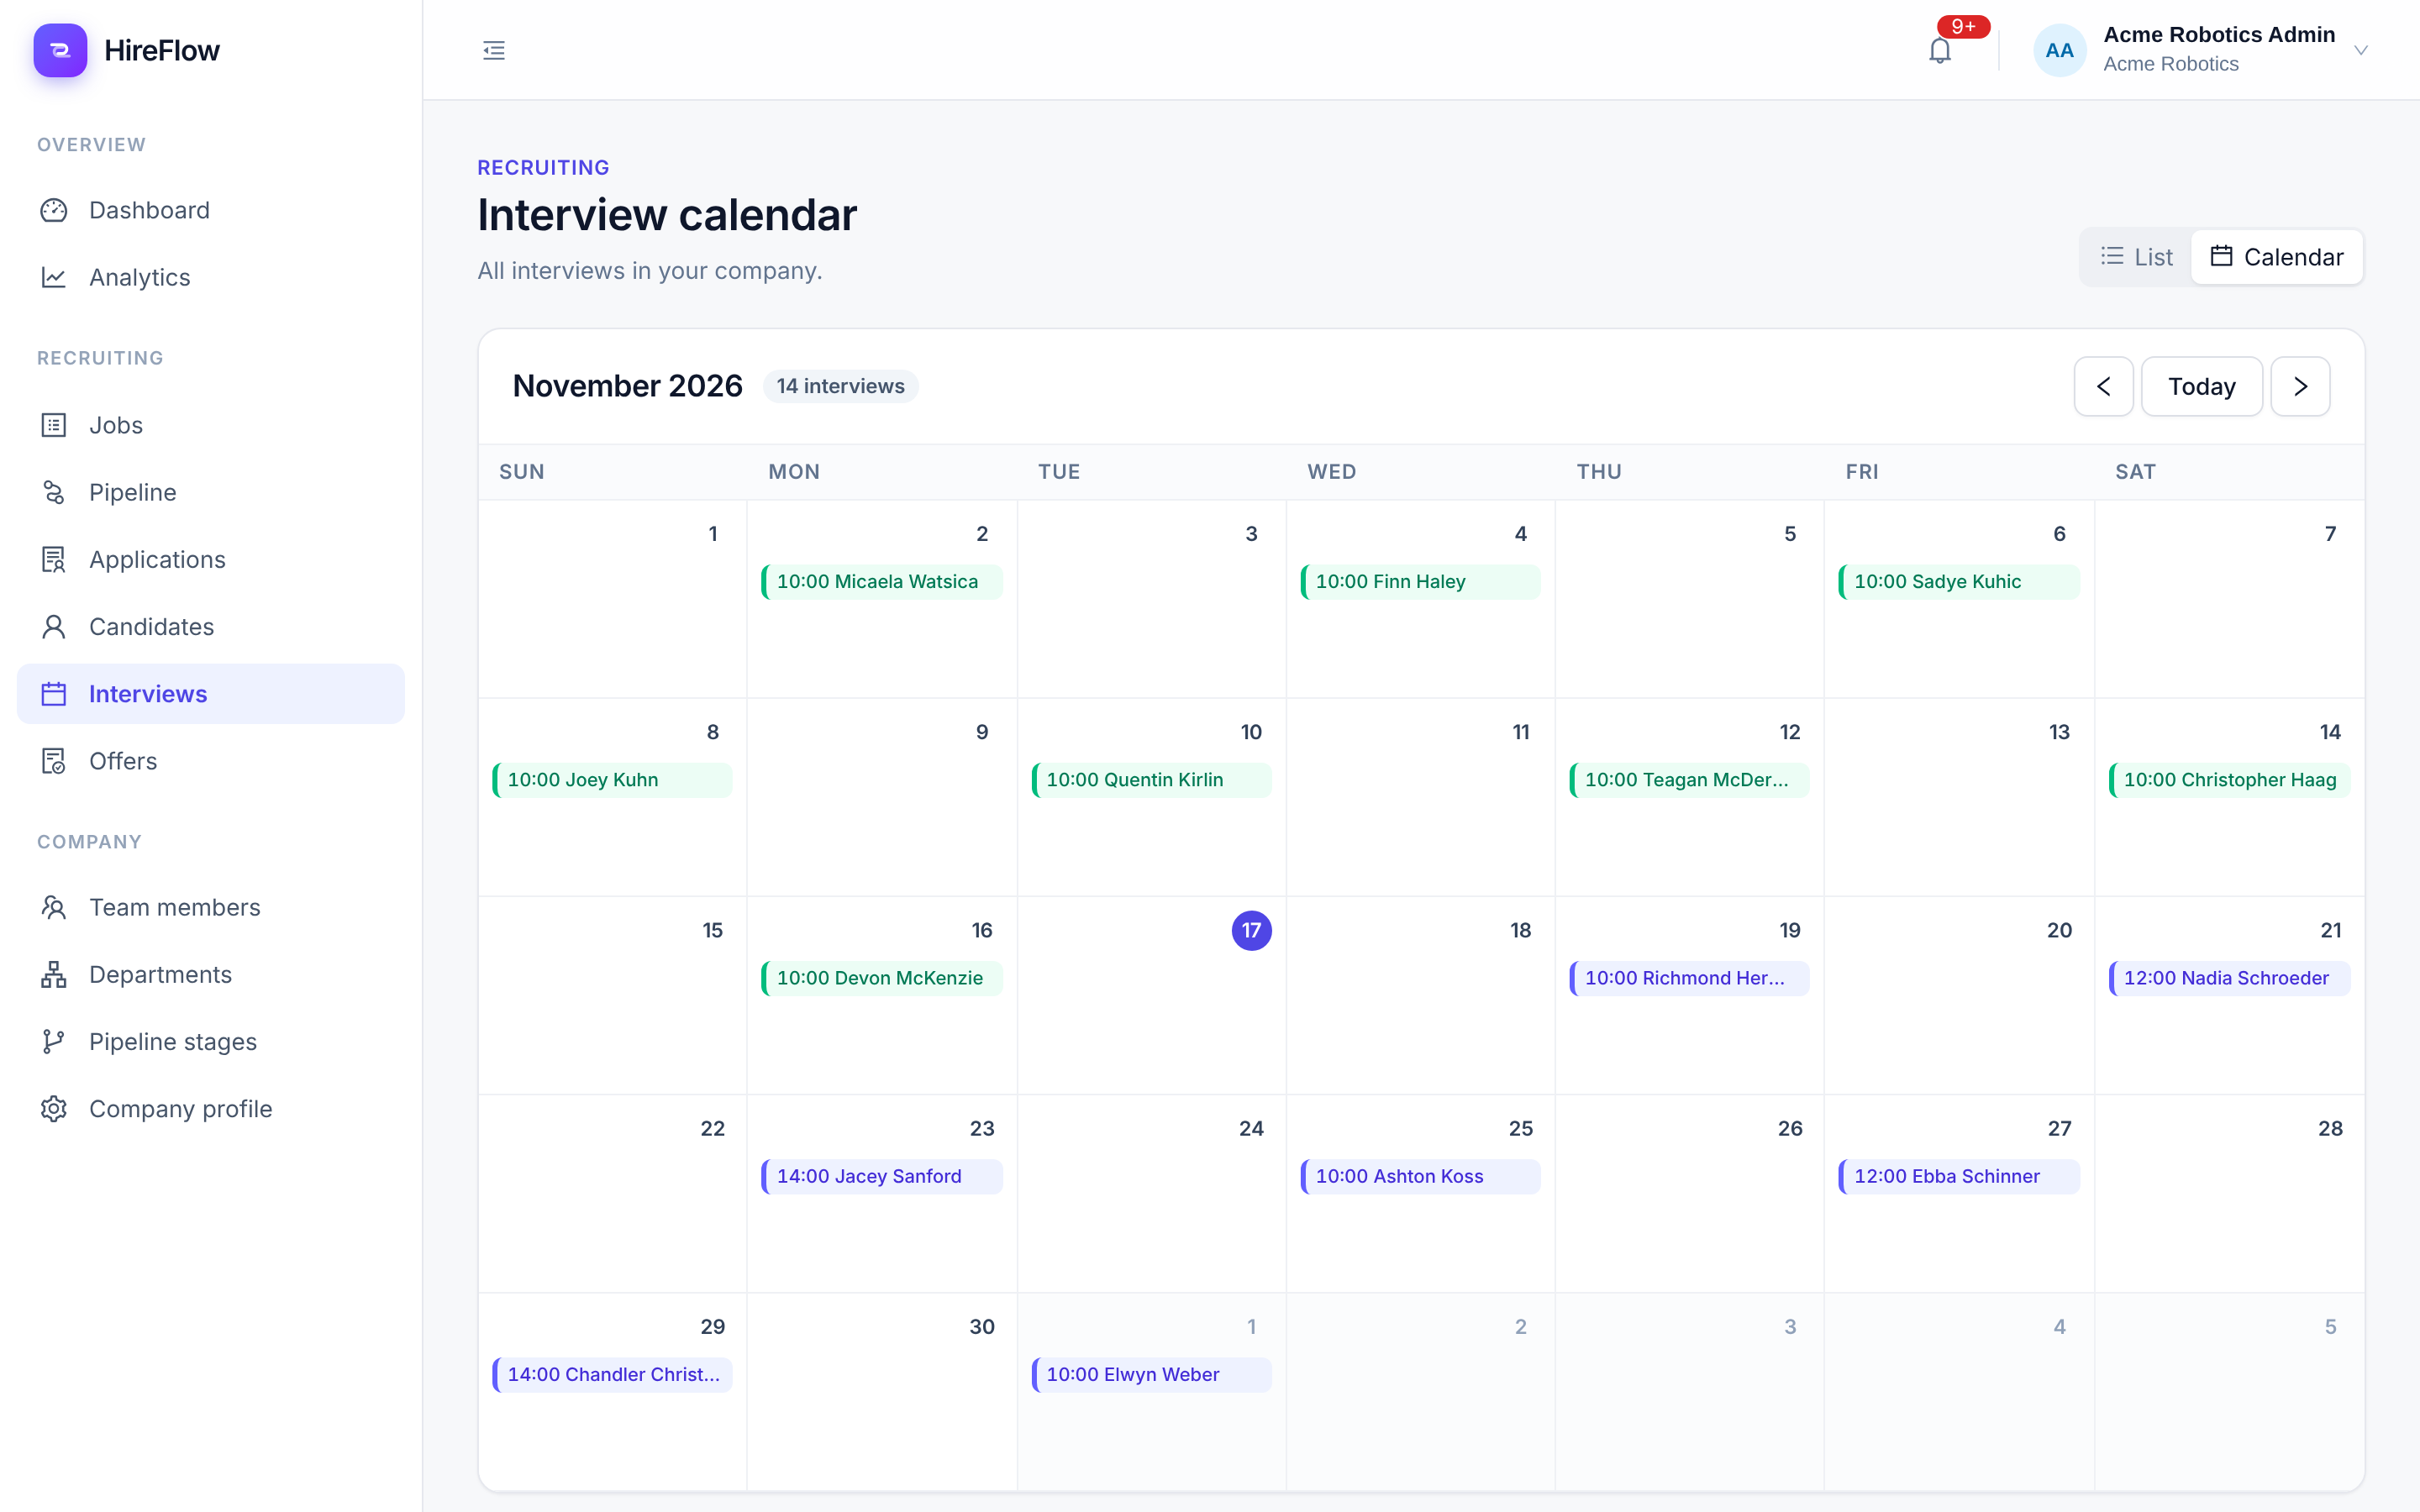 HireFlow
OVERVIEW
Dashboard
Analytics
RECRUITING
Jobs
Pipeline
Applications
Candidates
Interviews
Offers
COMPANY
Team members
Departments
Pipeline stages
Company profile
9+
AA
Acme Robotics Admin
Acme Robotics
RECRUITING
Interview calendar
All interviews in your company.
List
Calendar
November 2026
14 interviews
Today
SUN MON TUE WED THU FRI SAT
1 2 3 4 5 6 7
10:00 Micaela Watsica
10:00 Finn Haley
10:00 Sadye Kuhic
8 9 10 11 12 13 14
10:00 Joey Kuhn
10:00 Quentin Kirlin
10:00 Teagan McDer...
10:00 Christopher Haag
15 16 17 18 19 20 21
10:00 Devon McKenzie
10:00 Richmond Her...
12:00 Nadia Schroeder
22 23 24 25 26 27 28
14:00 Jacey Sanford
10:00 Ashton Koss
12:00 Ebba Schinner
29 30 1 2 3 4 5
14:00 Chandler Christ...
10:00 Elwyn Weber